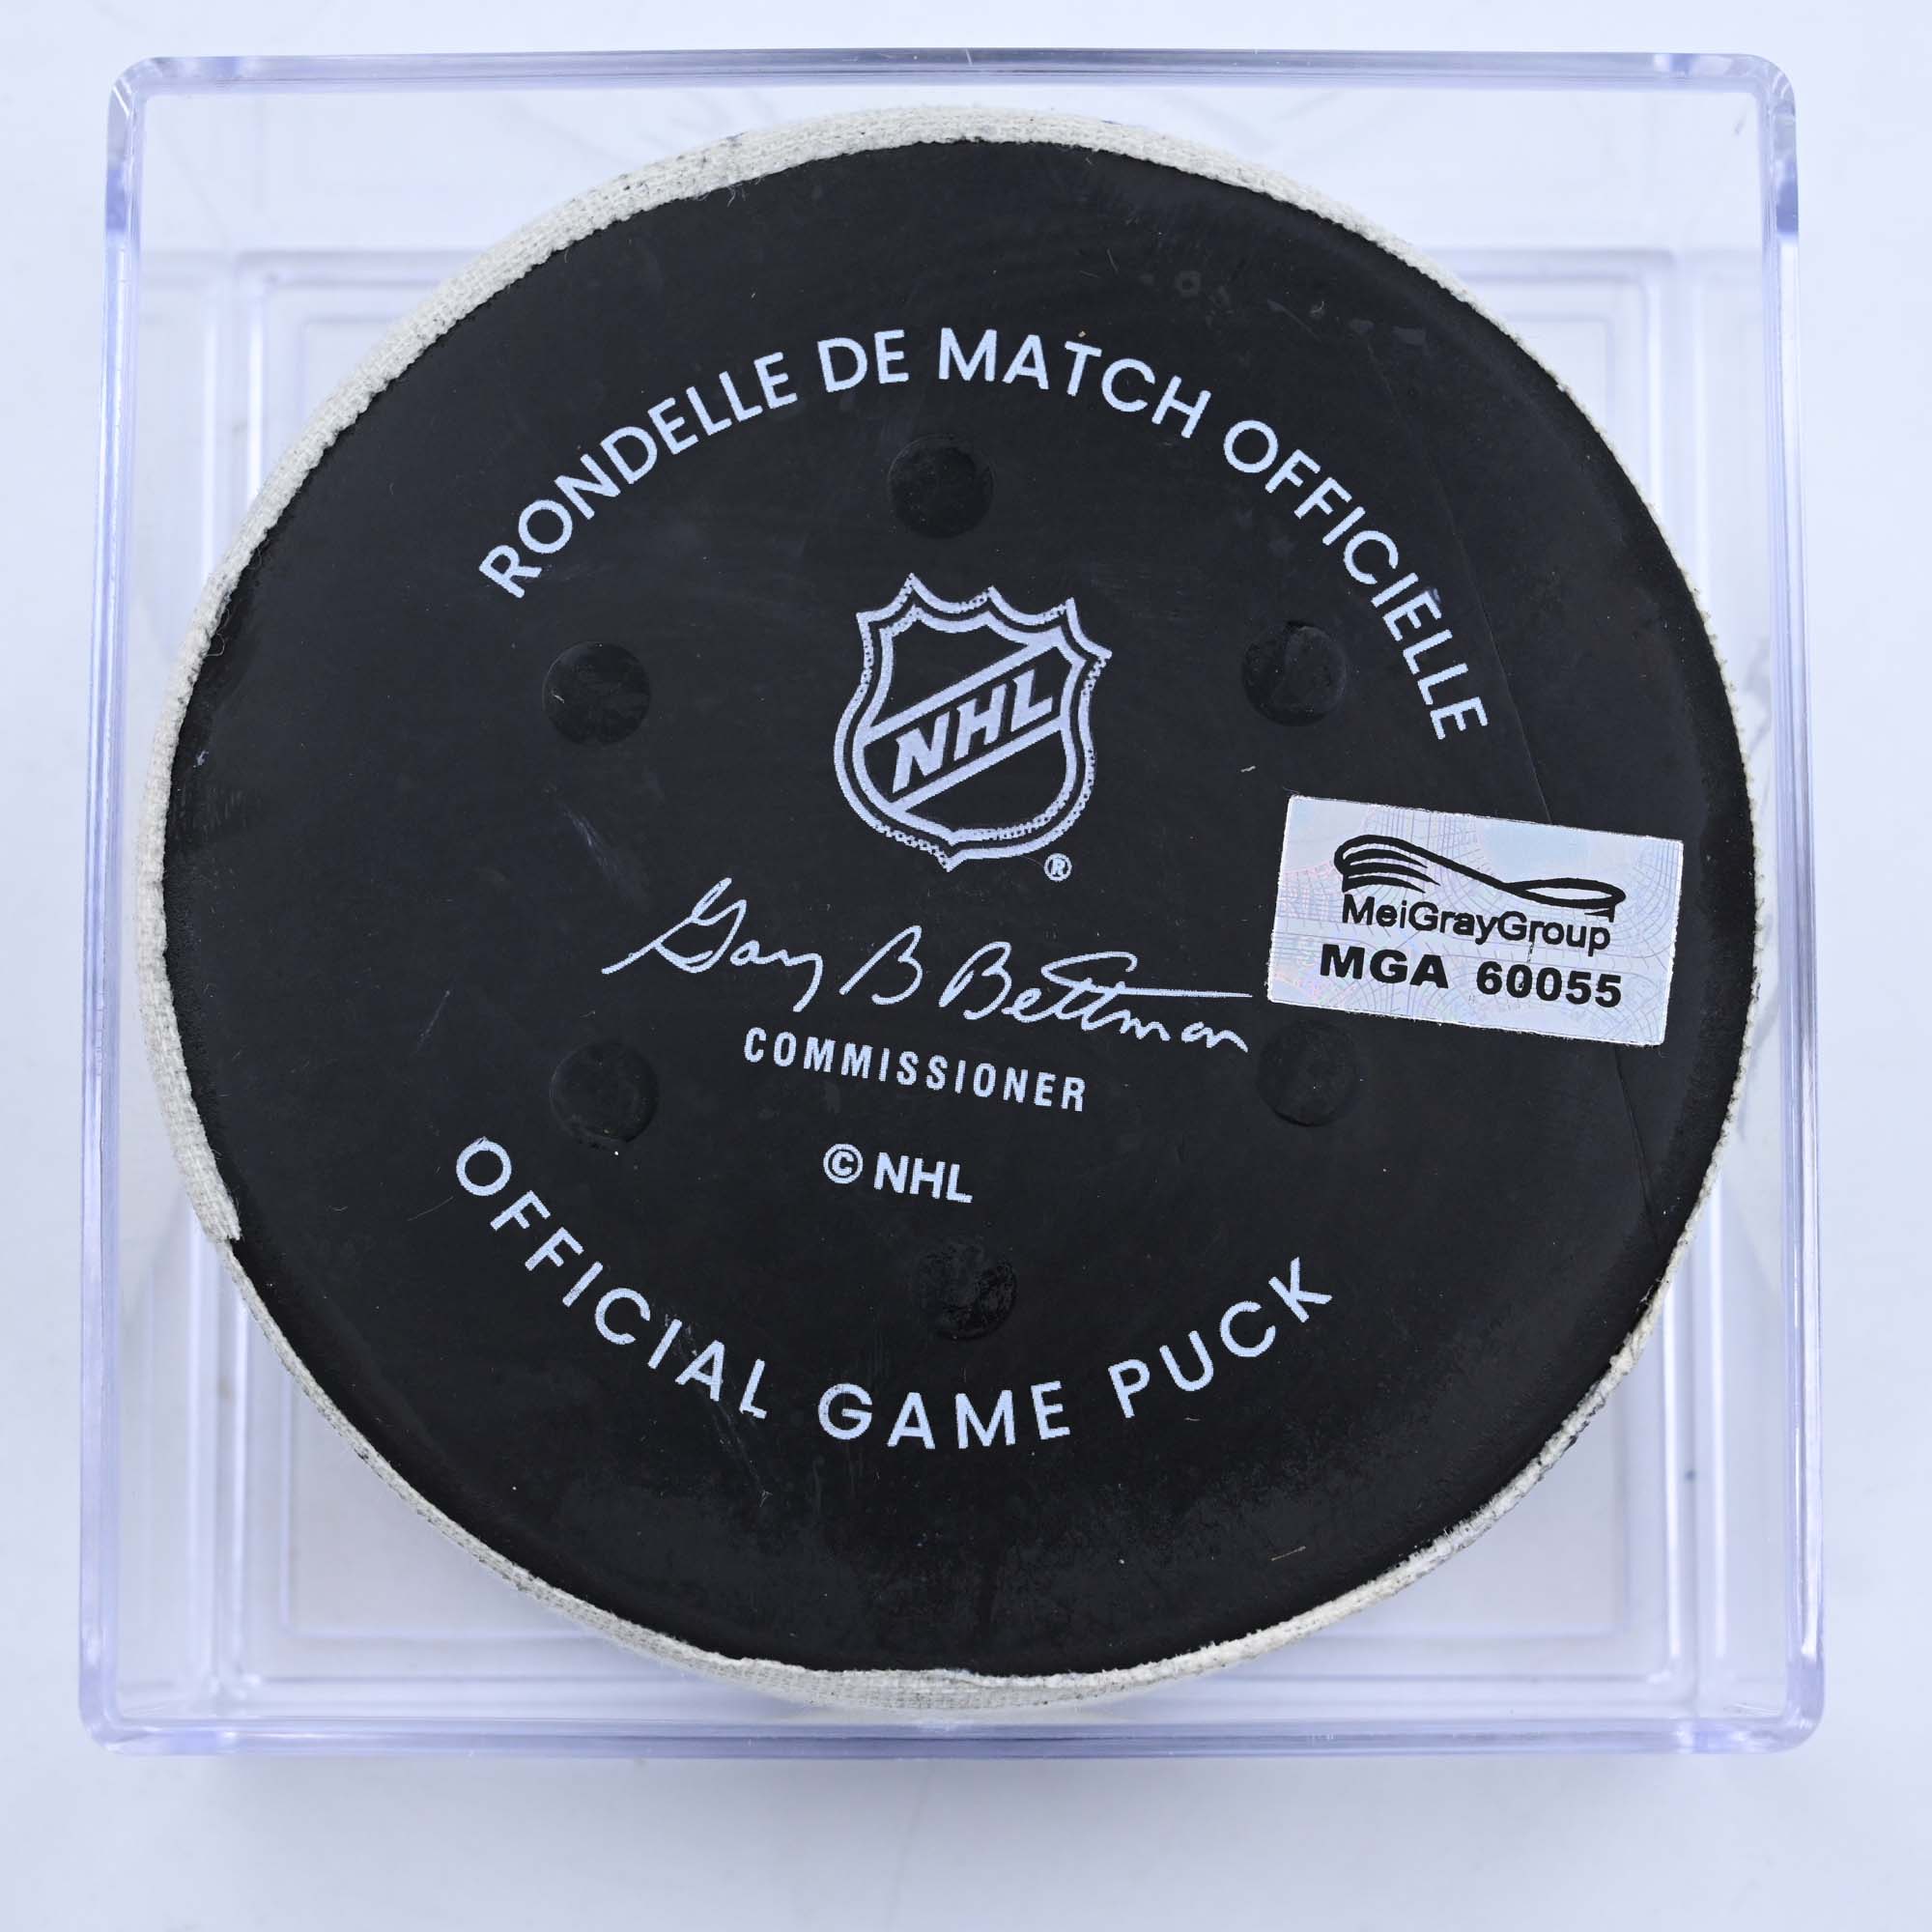 RONDELLE DE MATCH OFFICIELLE
NHL
®
Gary B Bettman
COMMISSIONER
© NHL
OFFICIAL GAME PUCK
MeiGrayGroup
MGA 60055